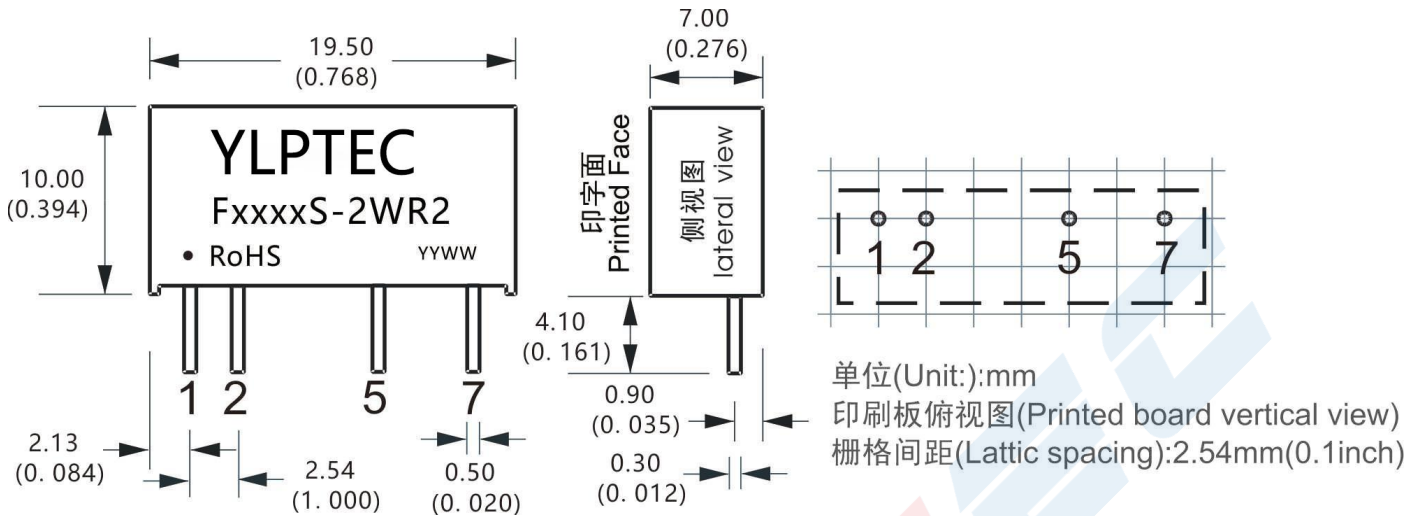 19.50
(0.768)
10.00
(0.394)
YLPTEC
FxxxxS-2WR2
• RoHS YYWW
1 2 5 7
2.13
(0. 084)
2.54
(1. 000)
0.50
(0. 020)
7.00
(0.276)
印字面
Printed Face
侧视图
lateral view
4.10
(0. 161)
0.90
(0. 035)
0.30
(0. 012)
1 2 5 7
单位(Unit:):mm
印刷板俯视图(Printed board vertical view)
栅格间距(Lattic spacing):2.54mm(0.1inch)